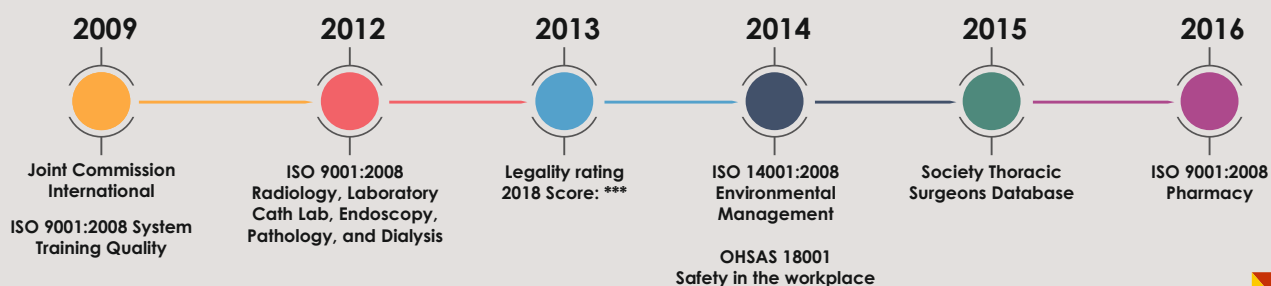 2009
Joint Commission
International
ISO 9001:2008 System
Training Quality
2012
ISO 9001:2008
Radiology, Laboratory
Cath Lab, Endoscopy,
Pathology, and Dialysis
2013
Legality rating
2018 Score: ***
2014
ISO 14001:2008
Environmental
Management
OHSAS 18001
Safety in the workplace
2015
Society Thoracic
Surgeons Database
2016
ISO 9001:2008
Pharmacy